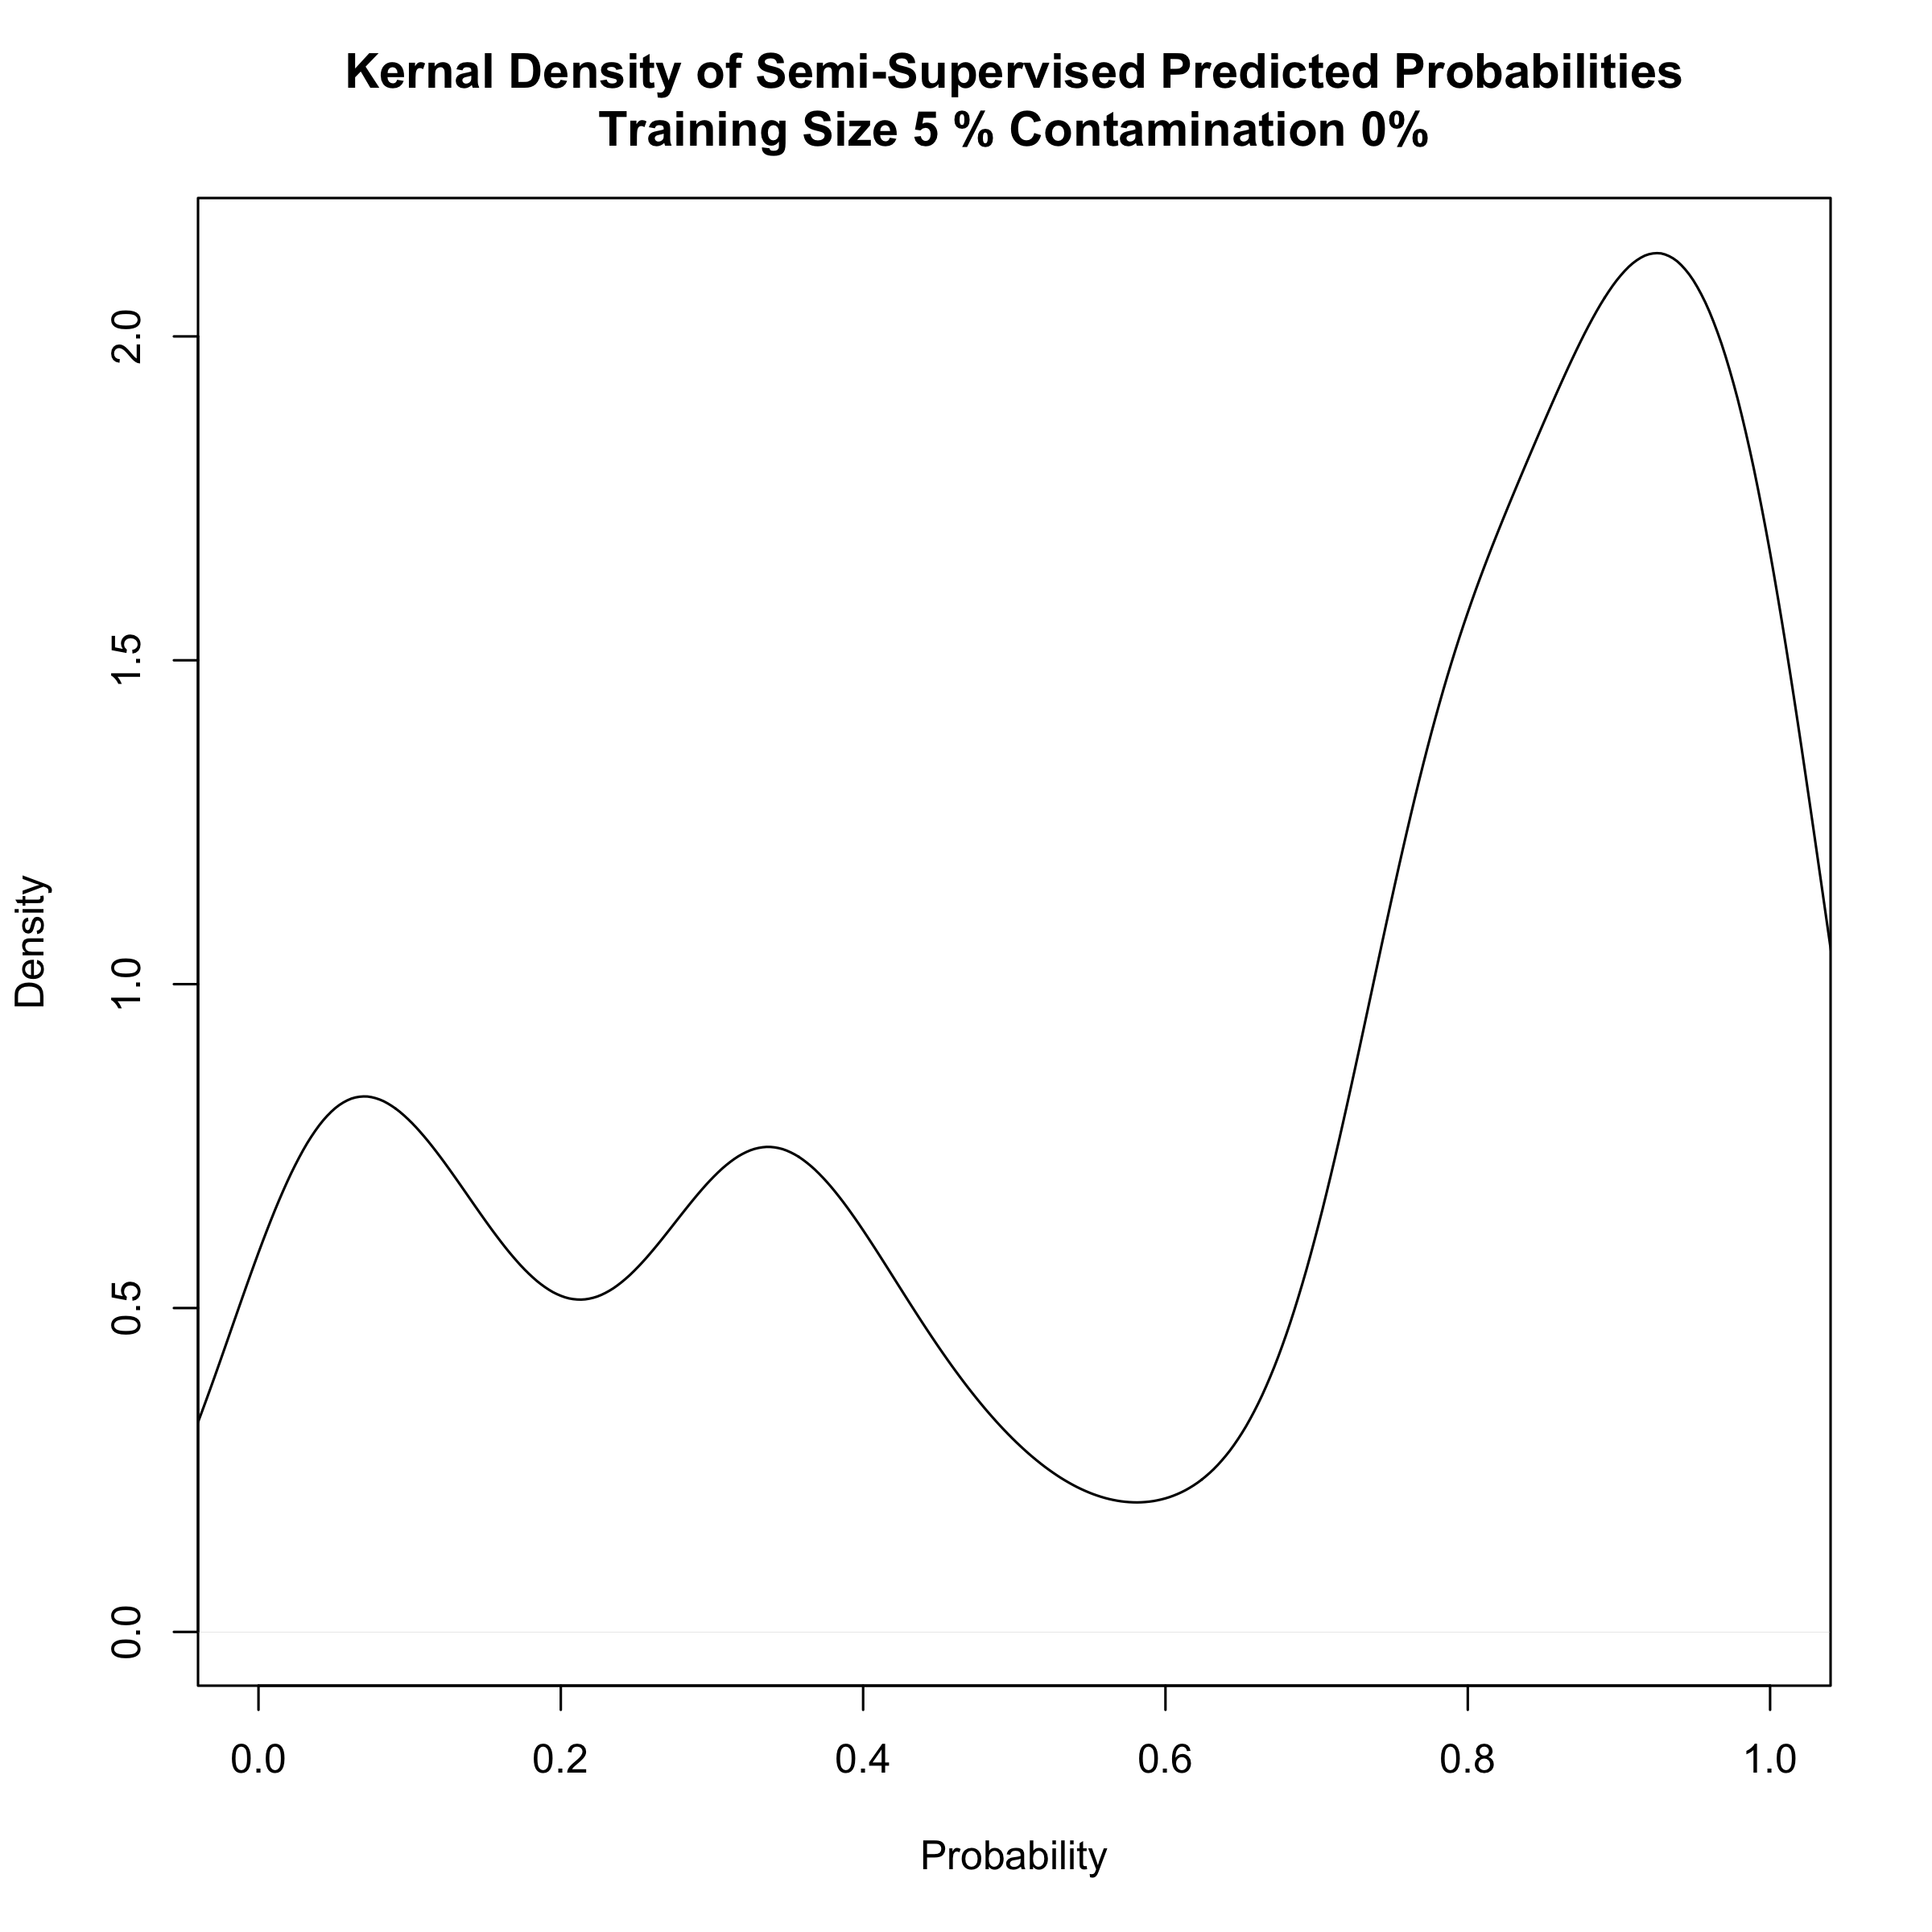 Kernal Density of Semi-Supervised Predicted Probabilities
Training Size 5 % Contamination 0%
Density
2.0
1.5
1.0
0.5
0.0
0.0 0.2 0.4 0.6 0.8 1.0
Probability